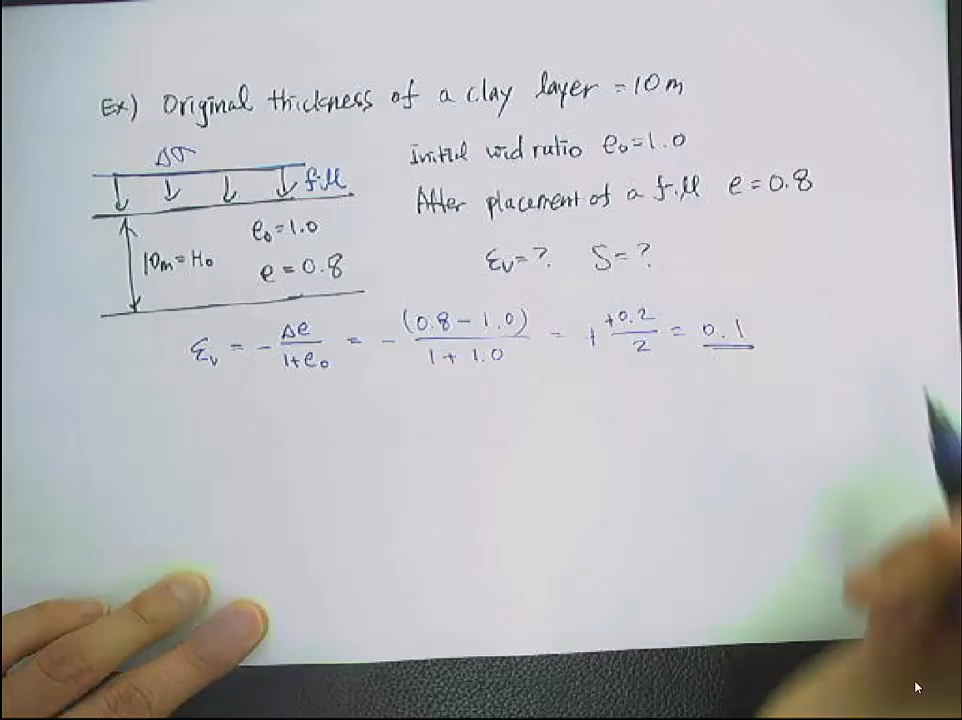 Ex) Original thickness of a clay layer = 10m
Δσ
fill
Initial void ratio e₀=1.0
After placement of a fill e = 0.8
e₀=1.0
10m = H₀
e = 0.8
εᵥ=? S=?
εᵥ = - Δe/(1+e₀) = - (0.8 - 1.0)/(1 + 1.0) = + +0.2/2 = 0.1